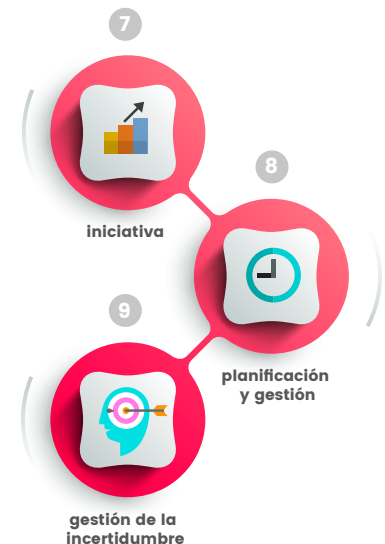 7
iniciativa
8
planificación
y gestión
9
gestión de la
incertidumbre